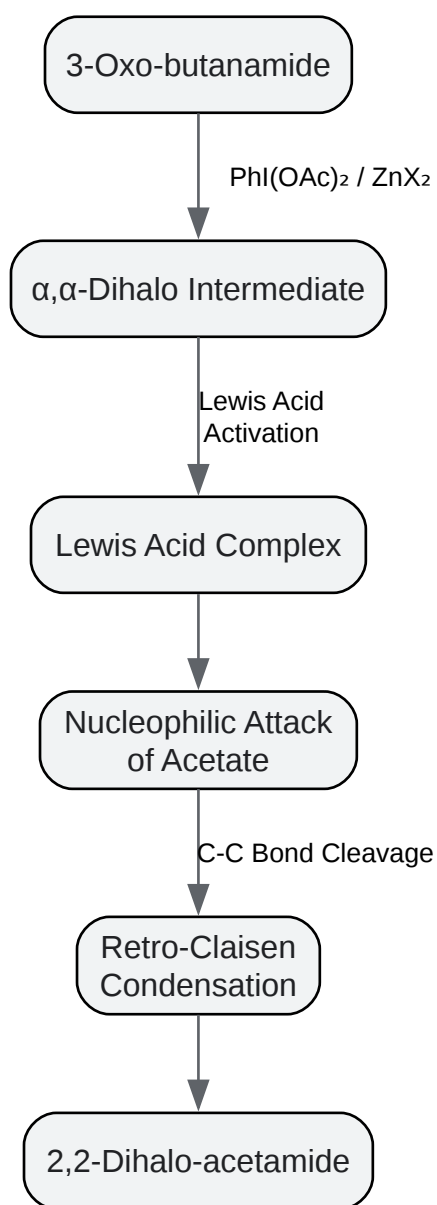 3-Oxo-butanamide
PhI(OAc)₂ / ZnX₂
α,α-Dihalo Intermediate
Lewis Acid
Activation
Lewis Acid Complex
Nucleophilic Attack
of Acetate
C-C Bond Cleavage
Retro-Claisen
Condensation
2,2-Dihalo-acetamide